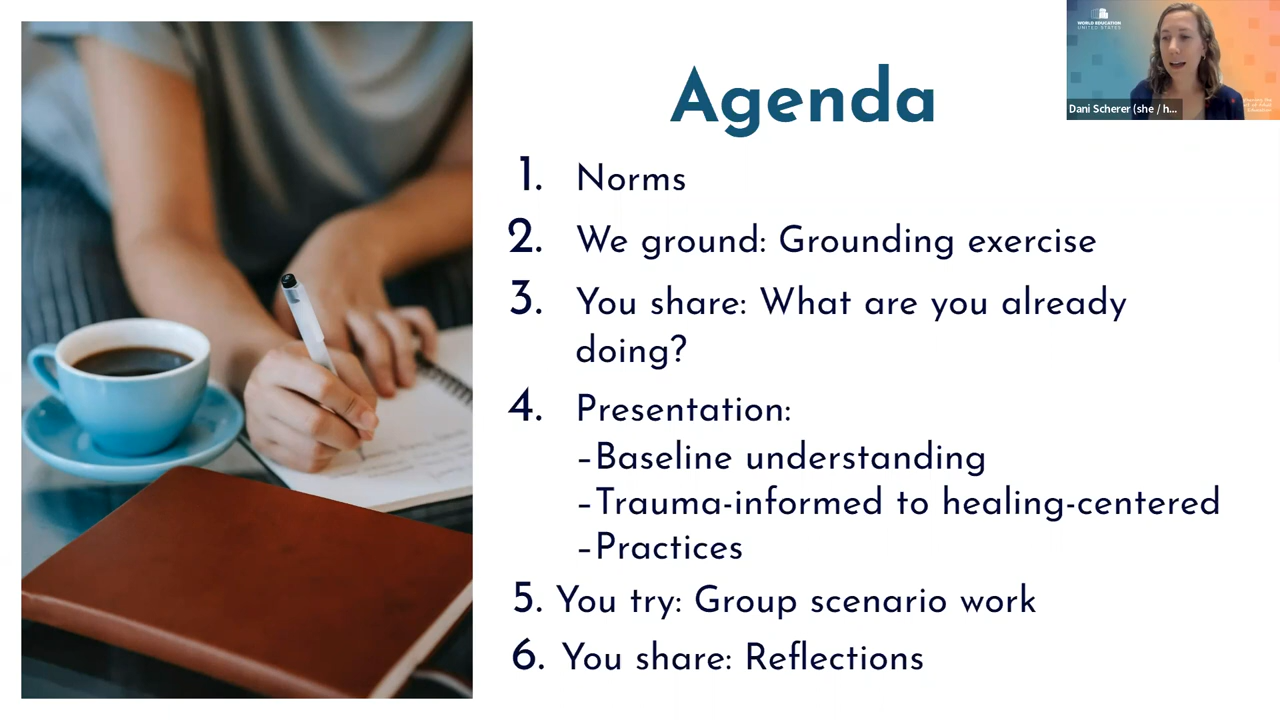 Agenda
1. Norms
2. We ground: Grounding exercise
3. You share: What are you already
doing?
4. Presentation:
-Baseline understanding
-Trauma-informed to healing-centered
-Practices
5. You try: Group scenario work
6. You share: Reflections
WORLD EDUCATION
UNITED STATES
Dani Scherer (she / h...